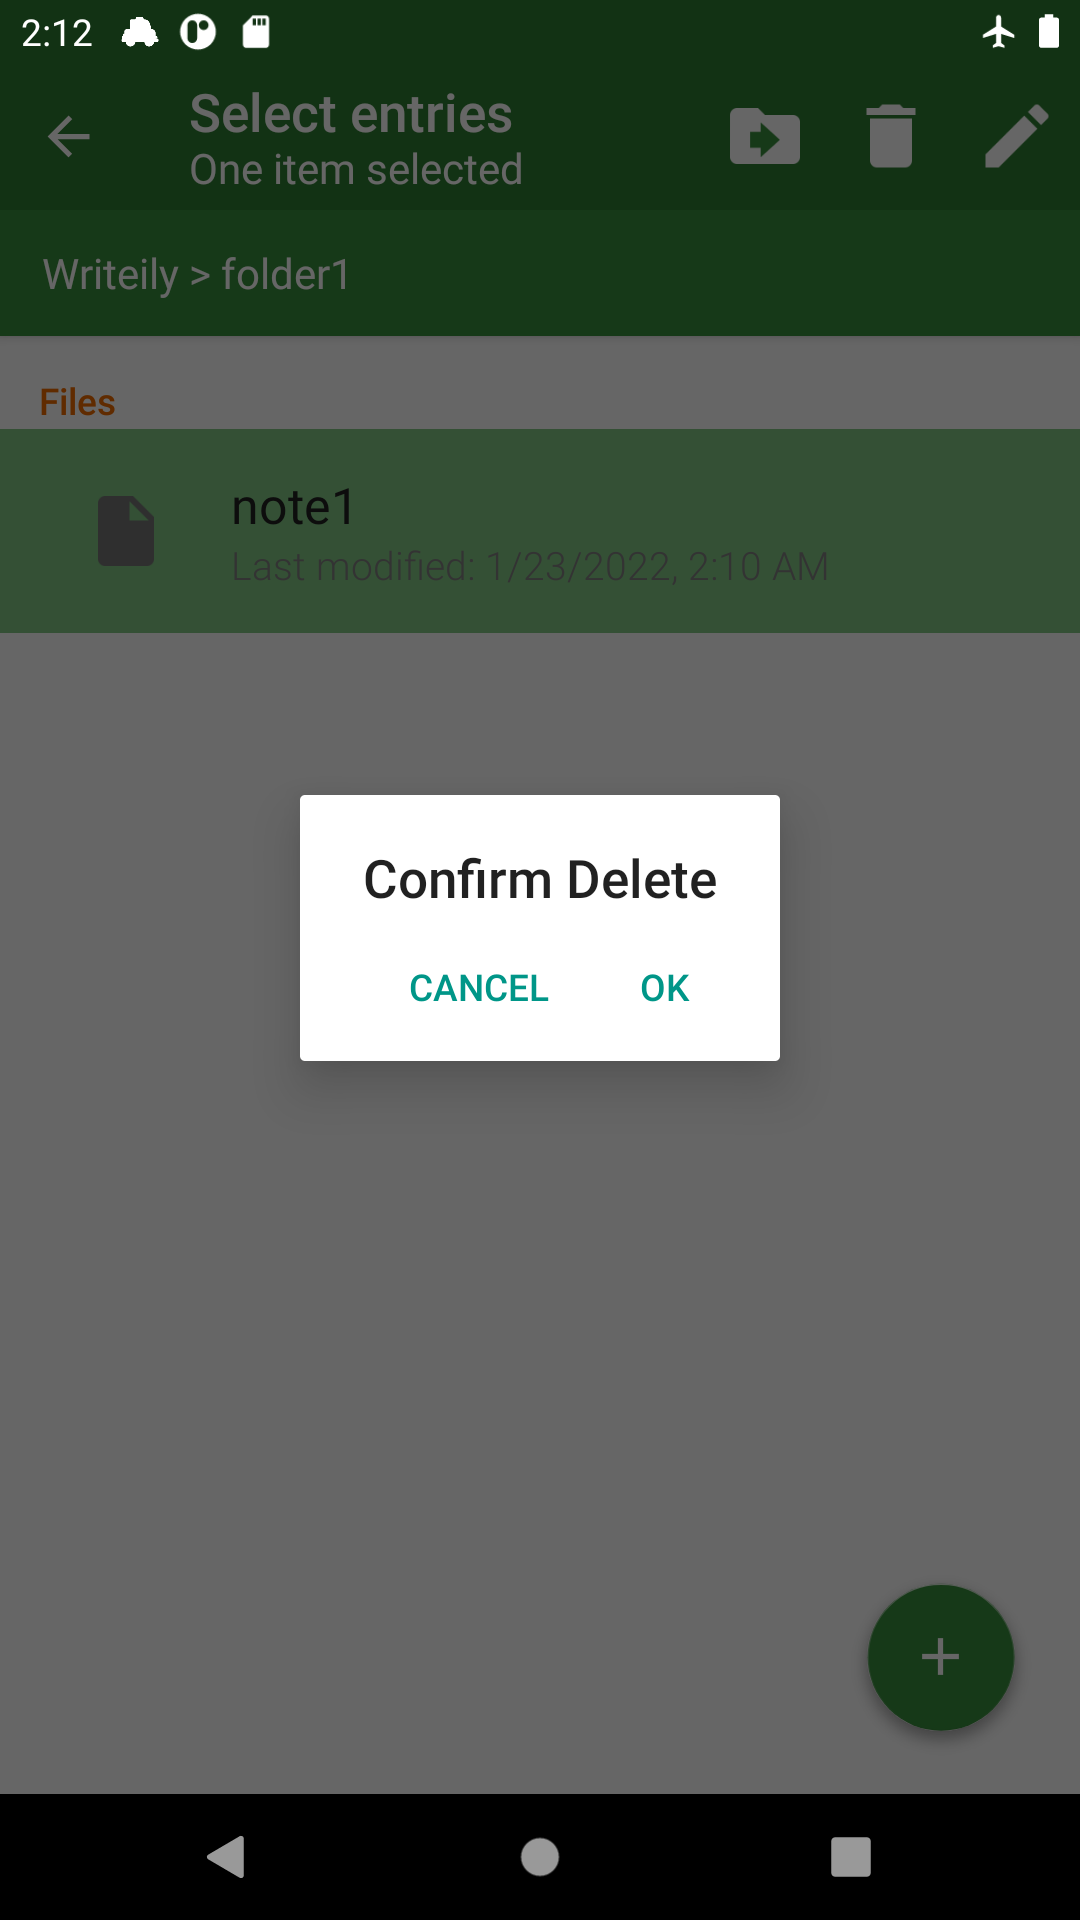 2:12
Select entries
One item selected
Writeily > folder1
Files
note1
Last modified: 1/23/2022, 2:10 AM
Confirm Delete
CANCEL OK